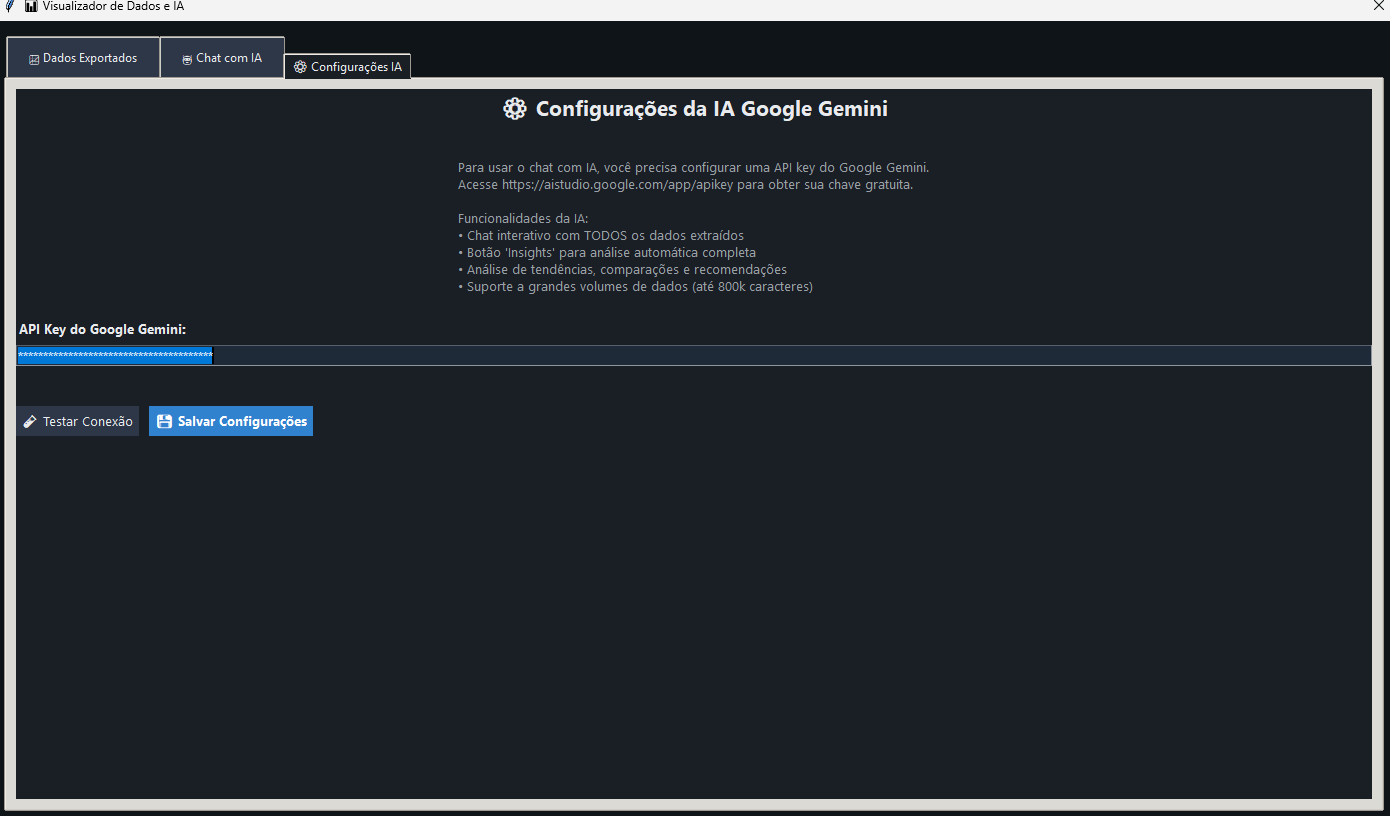 Visualizador de Dados e IA
Dados Exportados
Chat com IA
Configurações IA
Configurações da IA Google Gemini
Para usar o chat com IA, você precisa configurar uma API key do Google Gemini.
Acesse https://aistudio.google.com/app/apikey para obter sua chave gratuita.
Funcionalidades da IA:
• Chat interativo com TODOS os dados extraídos
• Botão 'Insights' para análise automática completa
• Análise de tendências, comparações e recomendações
• Suporte a grandes volumes de dados (até 800k caracteres)
API Key do Google Gemini:
***************************************
Testar Conexão
Salvar Configurações